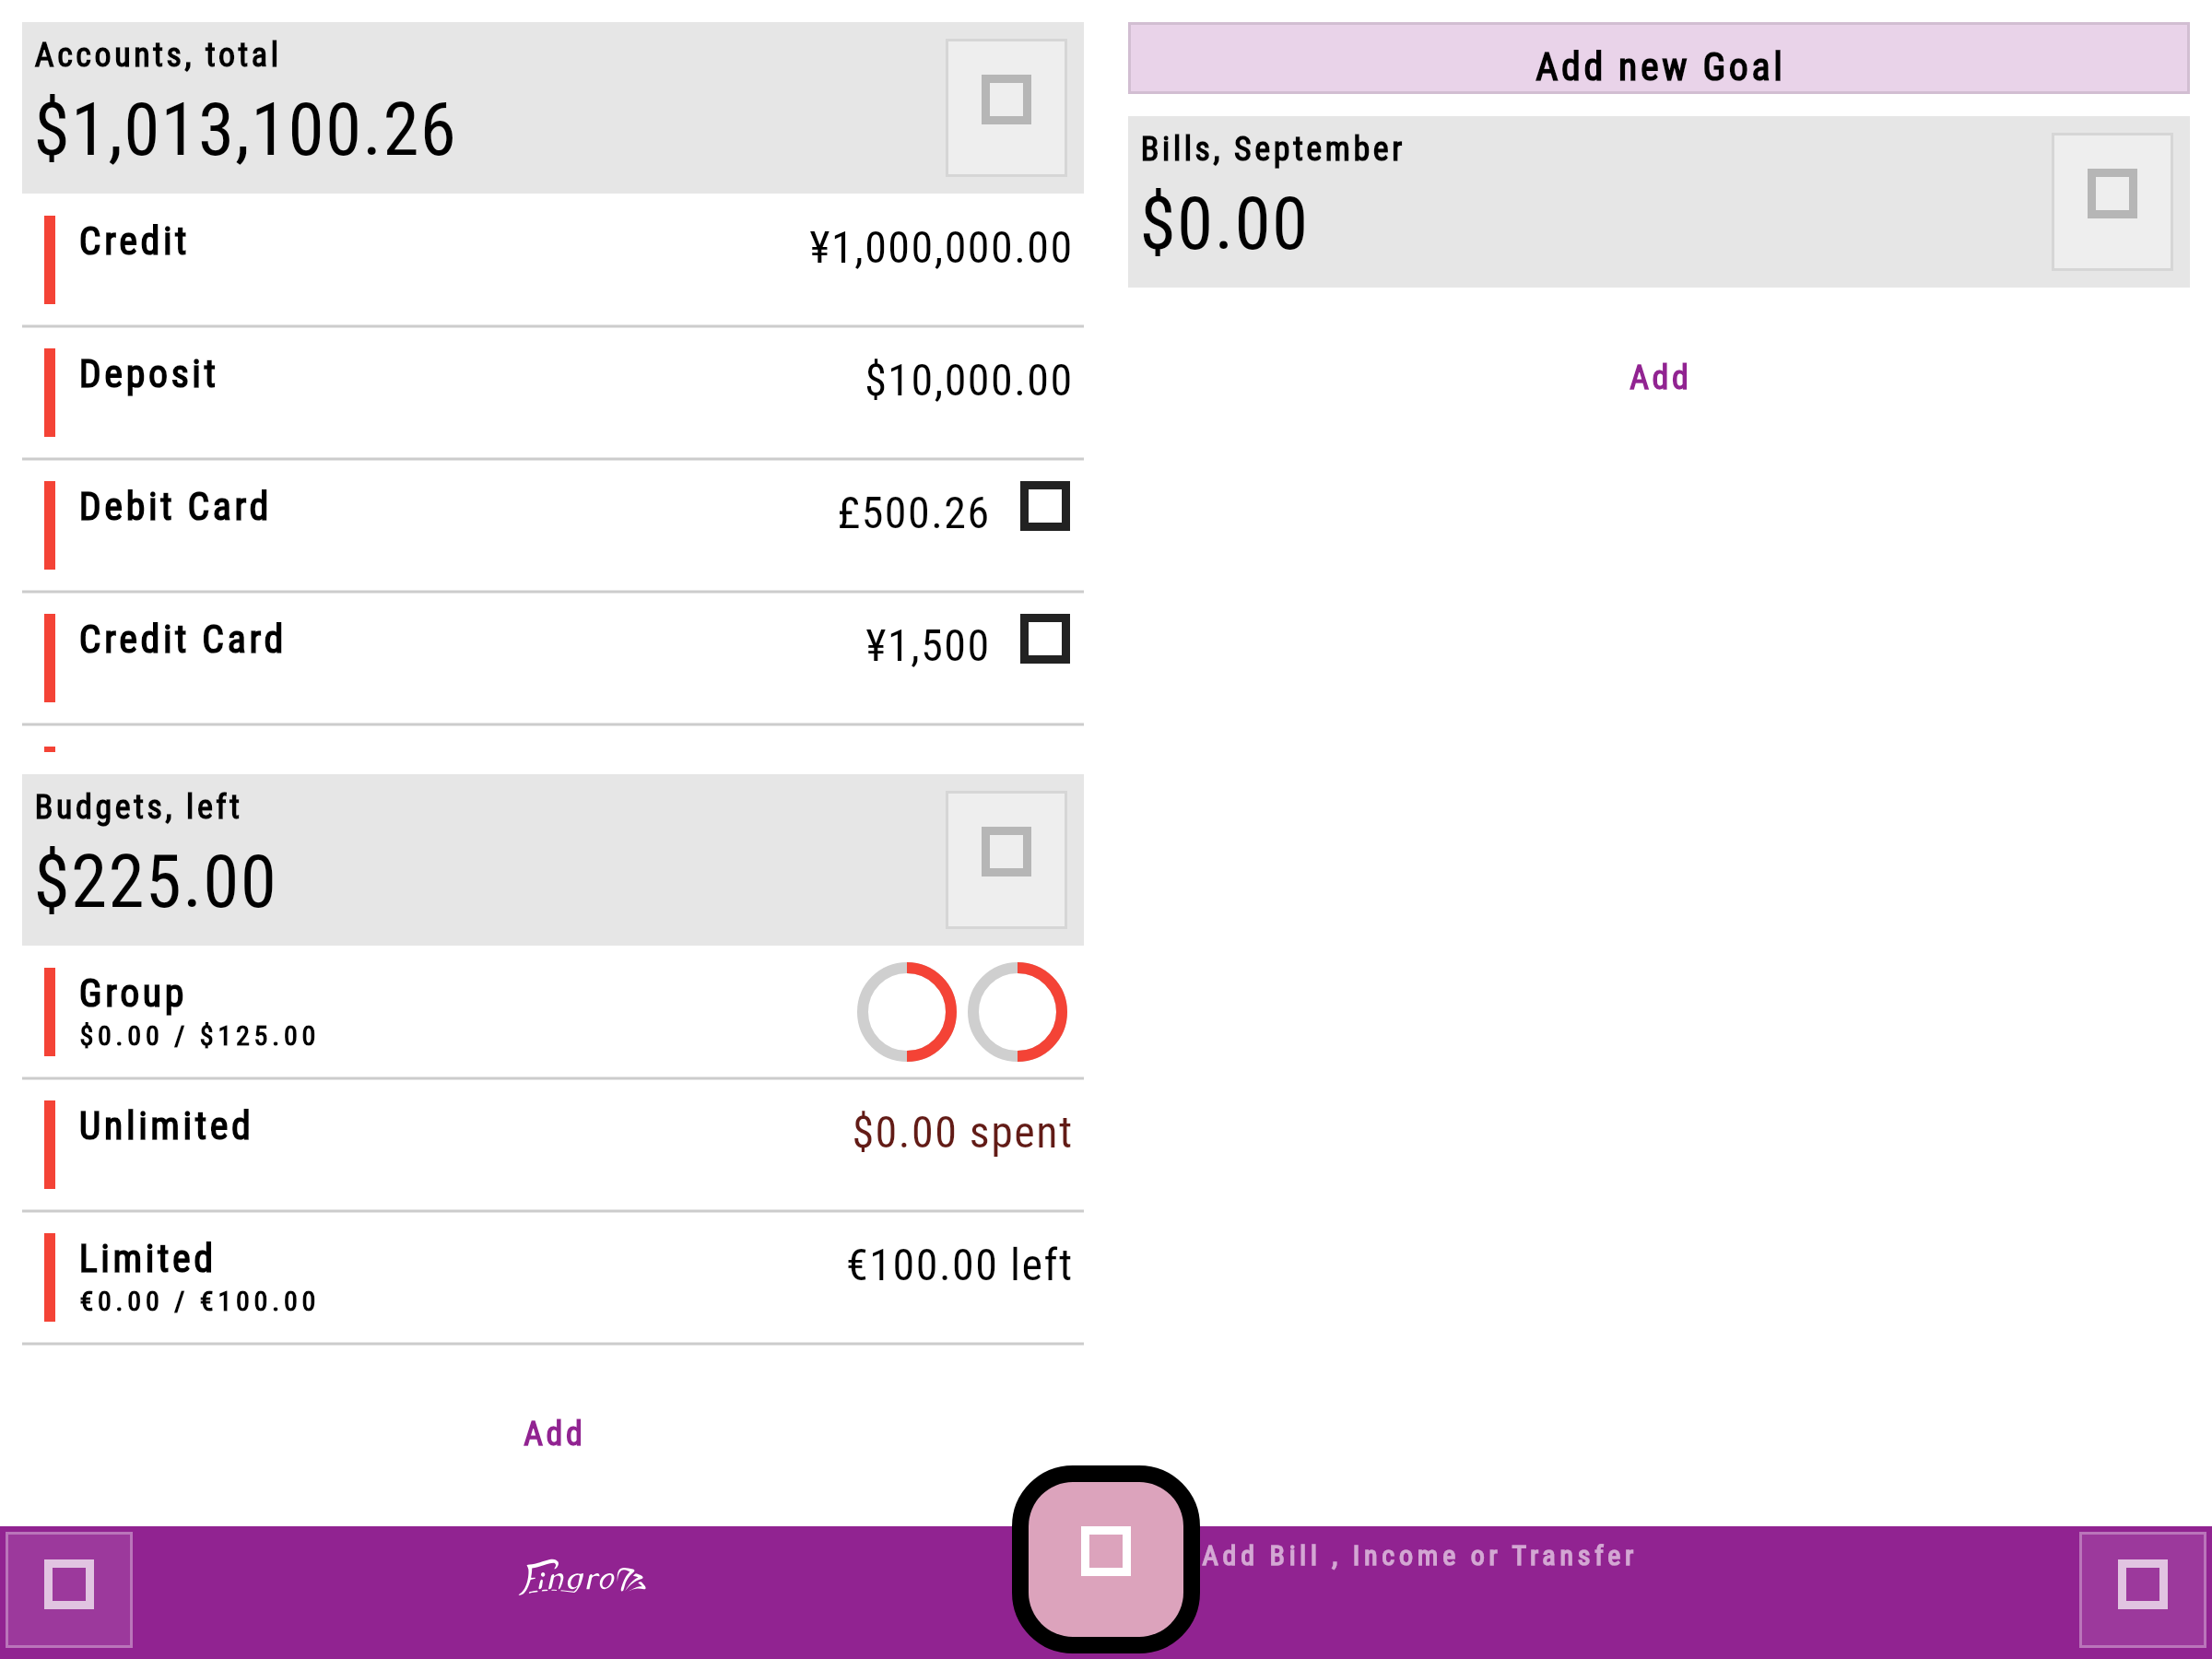 Accounts, total
$1,013,100.26
Credit
¥1,000,000.00
Deposit
$10,000.00
Debit Card
£500.26
Credit Card
¥1,500
Budgets, left
$225.00
Group
$0.00 / $125.00
Unlimited
$0.00 spent
Limited
€0.00 / €100.00
€100.00 left
Add
Add new Goal
Bills, September
$0.00
Add
Fingro
Add Bill , Income or Transfer